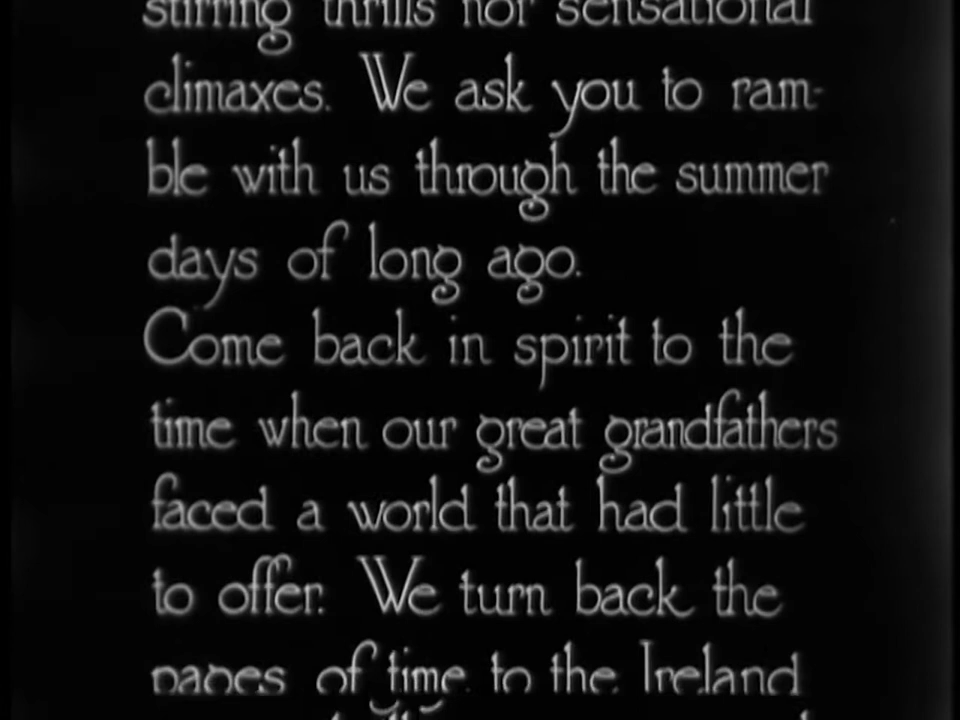 stirring thrills nor sensational
climaxes. We ask you to ram-
ble with us through the summer
days of long ago.
Come back in spirit to the
time when our great grandfathers
faced a world that had little
to offer. We turn back the
pages of time to the Ireland